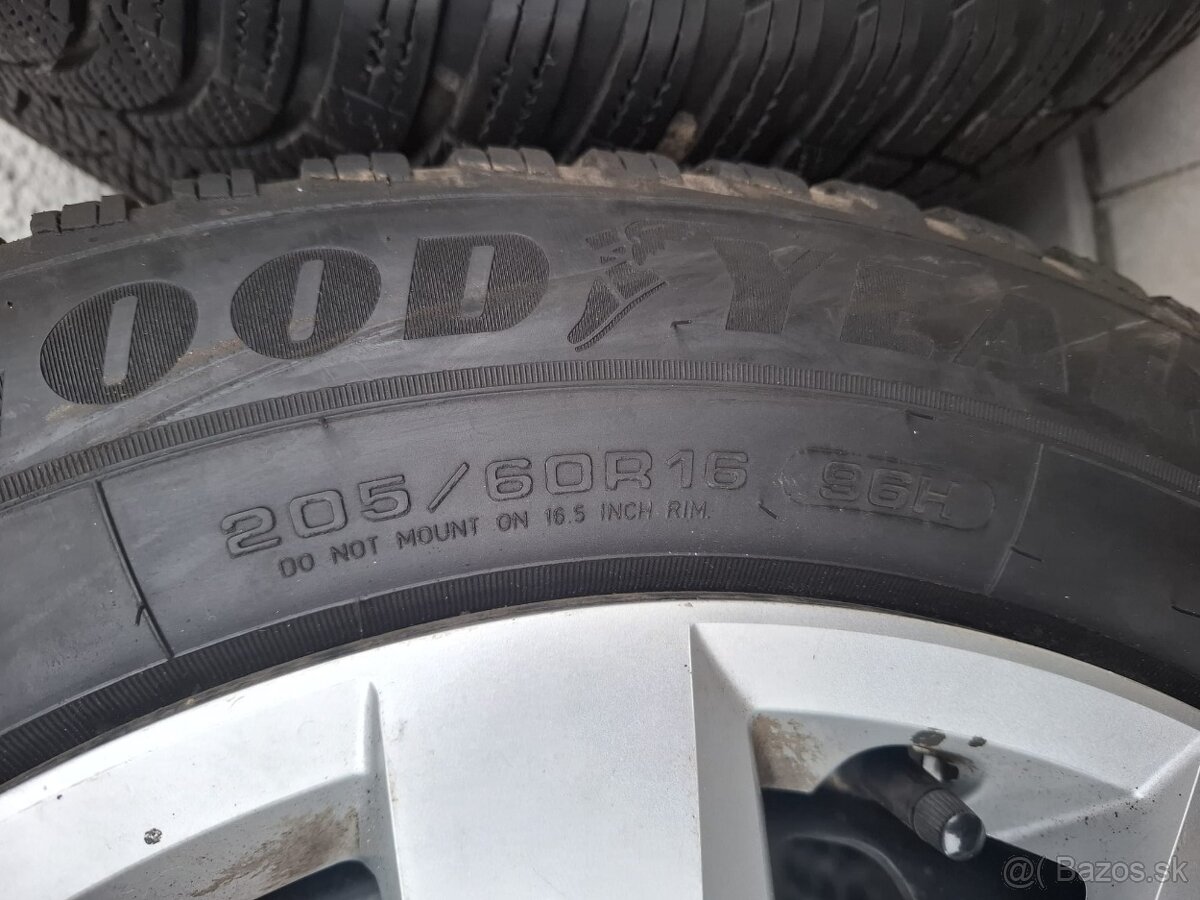 GOODYEAR
205/60R16 96H
DO NOT MOUNT ON 16.5 INCH RIM.
@( Bazos.sk